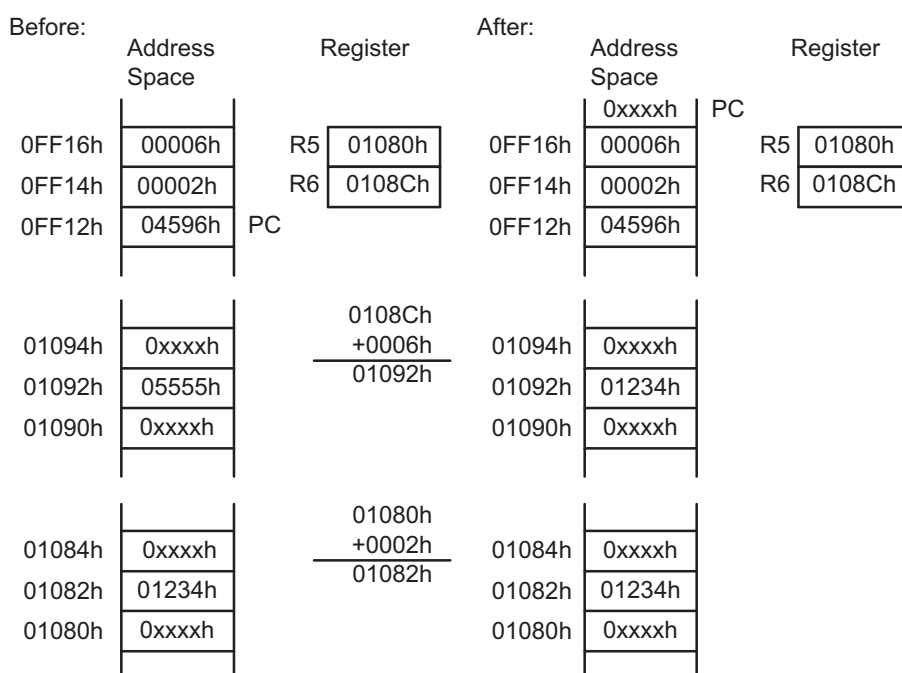 Before:
Address Space
Register
0FF16h 00006h
0FF14h 00002h
0FF12h 04596h PC
R5 01080h
R6 0108Ch
01094h 0xxxxh
01092h 05555h
01090h 0xxxxh
0108Ch
+0006h
01092h
01084h 0xxxxh
01082h 01234h
01080h 0xxxxh
01080h
+0002h
01082h
After:
Address Space
Register
0xxxxh PC
0FF16h 00006h
0FF14h 00002h
0FF12h 04596h
R5 01080h
R6 0108Ch
01094h 0xxxxh
01092h 01234h
01090h 0xxxxh
01084h 0xxxxh
01082h 01234h
01080h 0xxxxh